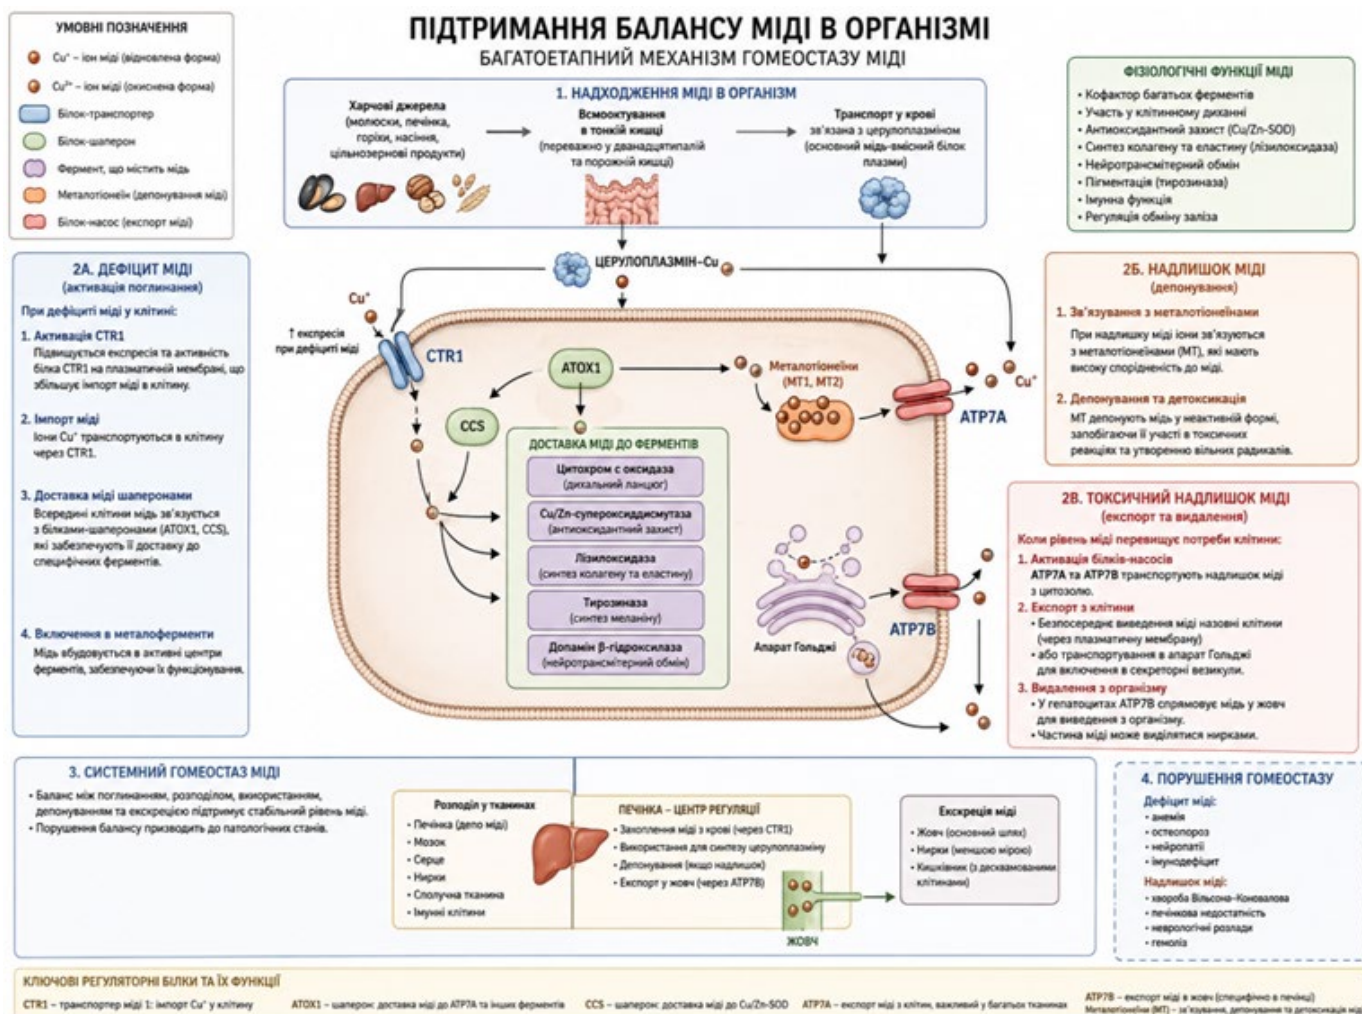 ПІДТРИМАННЯ БАЛАНСУ МІДІ В ОРГАНІЗМІ
БАГАТОЕТАПНИЙ МЕХАНІЗМ ГОМЕОСТАЗУ МІДІ
УМОВНІ ПОЗНАЧЕННЯ
Cu⁺ – іон міді (відновлена форма)
Cu²⁺ – іон міді (окиснена форма)
Білок-транспортер
Білок-шаперон
Фермент, що містить мідь
Металотіонеїн (депонування міді)
Білок-насос (експорт міді)
1. НАДХОДЖЕННЯ МІДІ В ОРГАНІЗМ
Харчові джерела
(молюски, печінка,
горіхи, насіння,
цільнозернові продукти)
Всмооктування
в тонкій кишці
(переважно у дванадцятипалій
та порожній кишці)
Транспорт у крові
зв'язана з церулоплазміном
(основний мідь-вмісний білок
плазми)
ФІЗІОЛОГІЧНІ ФУНКЦІЇ МІДІ
• Кофактор багатьох ферментів
• Участь у клітинному диханні
• Антиоксидантний захист (Cu/Zn-SOD)
• Синтез колагену та еластину (лізилоксидаза)
• Нейротрансмітерний обмін
• Пігментація (тирозиназа)
• Імунна функція
• Регуляція обміну заліза
2А. ДЕФІЦИТ МІДІ
(активація поглинання)
При дефіциті міді у клітині:
1. Активація CTR1
Підвищується експресія та активність
білка CTR1 на плазматичній мембрані, що
збільшує імпорт міді в клітину.
2. Імпорт міді
Іони Cu⁺ транспортуються в клітину
через CTR1.
3. Доставка міді шаперонами
Всередині клітини мідь зв'язується
з білками-шаперонами (ATOX1, CCS),
які забезпечують її доставку до
специфічних ферментів.
4. Включення в металоферменти
Мідь вбудовується в активні центри
ферментів, забезпечуючи їх функціонування.
ЦЕРУЛОПЛАЗМІН-Cu
Cu⁺
↑ експресія
при дефіциті міді
CTR1
ATOX1
CCS
Металотіонеїни
(MT1, MT2)
ATP7A
Cu⁺
ДОСТАВКА МІДІ ДО ФЕРМЕНТІВ
Цитохром с оксидаза
(дихальний ланцюг)
Cu/Zn-супероксиддисмутаза
(антиоксидантний захист)
Лізилоксидаза
(синтез колагену та еластину)
Тирозиназа
(синтез меланіну)
Допамін β-гідроксилаза
(нейротрансмітерний обмін)
Апарат Гольджі
ATP7B
2Б. НАДЛИШОК МІДІ
(депонування)
1. Зв'язування з металотіонеїнами
При надлишку міді іони зв'язуються
з металотіонеїнами (МТ), які мають
високу спорідненість до міді.
2. Депонування та детоксикація
МТ депонують мідь у неактивній формі,
запобігаючи її участі в токсичних
реакціях та утворенню вільних радикалів.
2В. ТОКСИЧНИЙ НАДЛИШОК МІДІ
(експорт та видалення)
Коли рівень міді перевищує потреби клітини:
1. Активація білків-насосів
ATP7A та ATP7B транспортують надлишок міді
з цитозолю.
2. Експорт з клітини
• Безпосереднє виведення міді назовні клітини
(через плазматичну мембрану)
• або транспортування в апарат Гольджі
для включення в секреторні везикули.
3. Видалення з організму
• У гепатоцитах ATP7B спрямовує мідь у жовч
для виведення з організму.
• Частина міді може виділятися нирками.
3. СИСТЕМНИЙ ГОМЕОСТАЗ МІДІ
• Баланс між поглинанням, розподілом, використанням,
депонуванням та екскрецією підтримує стабільний рівень міді.
• Порушення балансу призводить до патологічних станів.
Розподіл у тканинах
• Печінка (депо міді)
• Мозок
• Серце
• Нирки
• Сполучна тканина
• Імунні клітини
ПЕЧІНКА – ЦЕНТР РЕГУЛЯЦІЇ
• Захоплення міді з крові (через CTR1)
• Використання для синтезу церулоплазміну
• Депонування (якщо надлишок)
• Експорт у жовч (через ATP7B)
ЖОВЧ
Екскреція міді
• Жовч (основний шлях)
• Нирки (меншою мірою)
• Кишківник (з десквамованими
клітинами)
4. ПОРУШЕННЯ ГОМЕОСТАЗУ
Дефіцит міді:
• анемія
• остеопороз
• нейропатії
• імунодефіцит
Надлишок міді:
• хвороба Вільсона–Коновалова
• печінкова недостатність
• неврологічні розлади
• гемоліз
КЛЮЧОВІ РЕГУЛЯТОРНІ БІЛКИ ТА ЇХ ФУНКЦІЇ
CTR1 – транспортер міді 1: імпорт Cu⁺ у клітину
ATOX1 – шаперон: доставка міді до ATP7A та інших ферментів
CCS – шаперон: доставка міді до Cu/Zn-SOD
ATP7A – експорт міді з клітин, важливий у багатьох тканинах
ATP7B – експорт міді в жовч (специфічно в печінці)
Металотіонеїни (МТ) – зв'язування, депонування та детоксикація міді